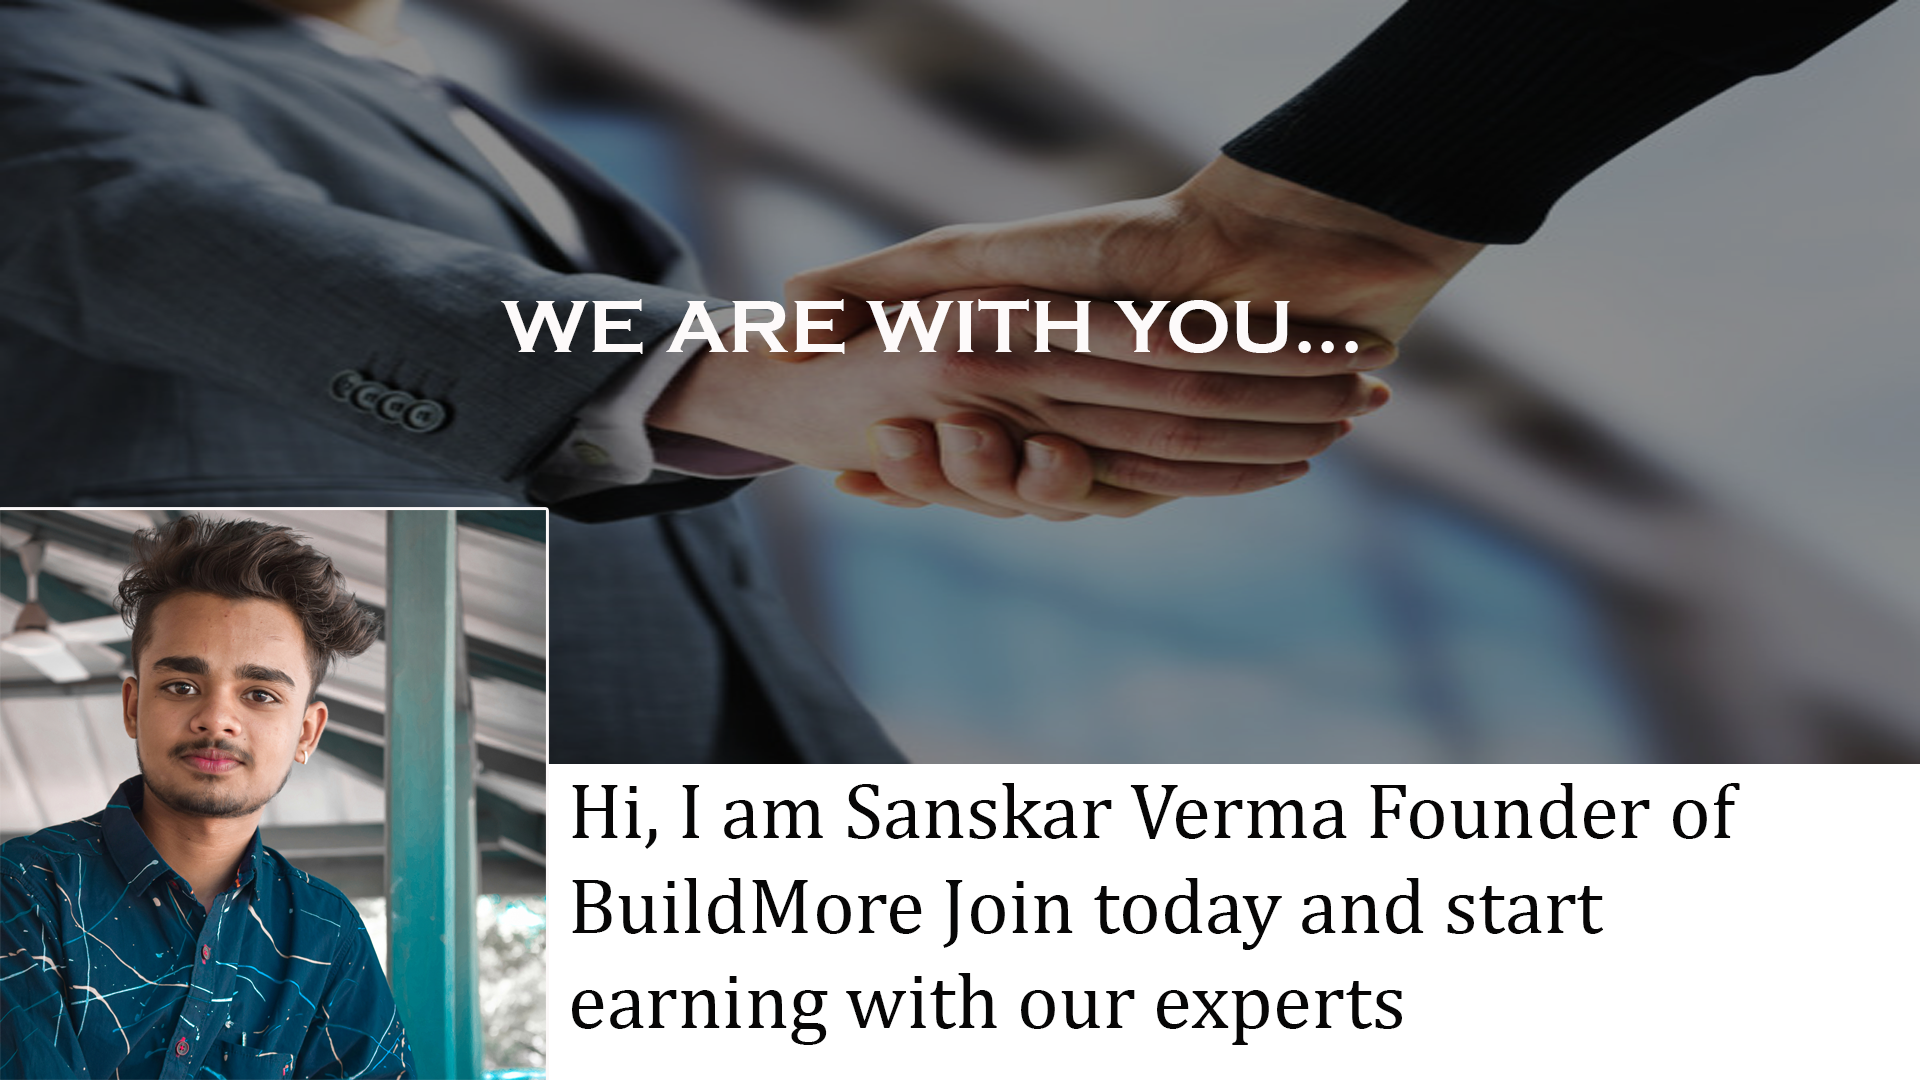 WE ARE WITH YOU...
Hi, I am Sanskar Verma Founder of
BuildMore Join today and start
earning with our experts